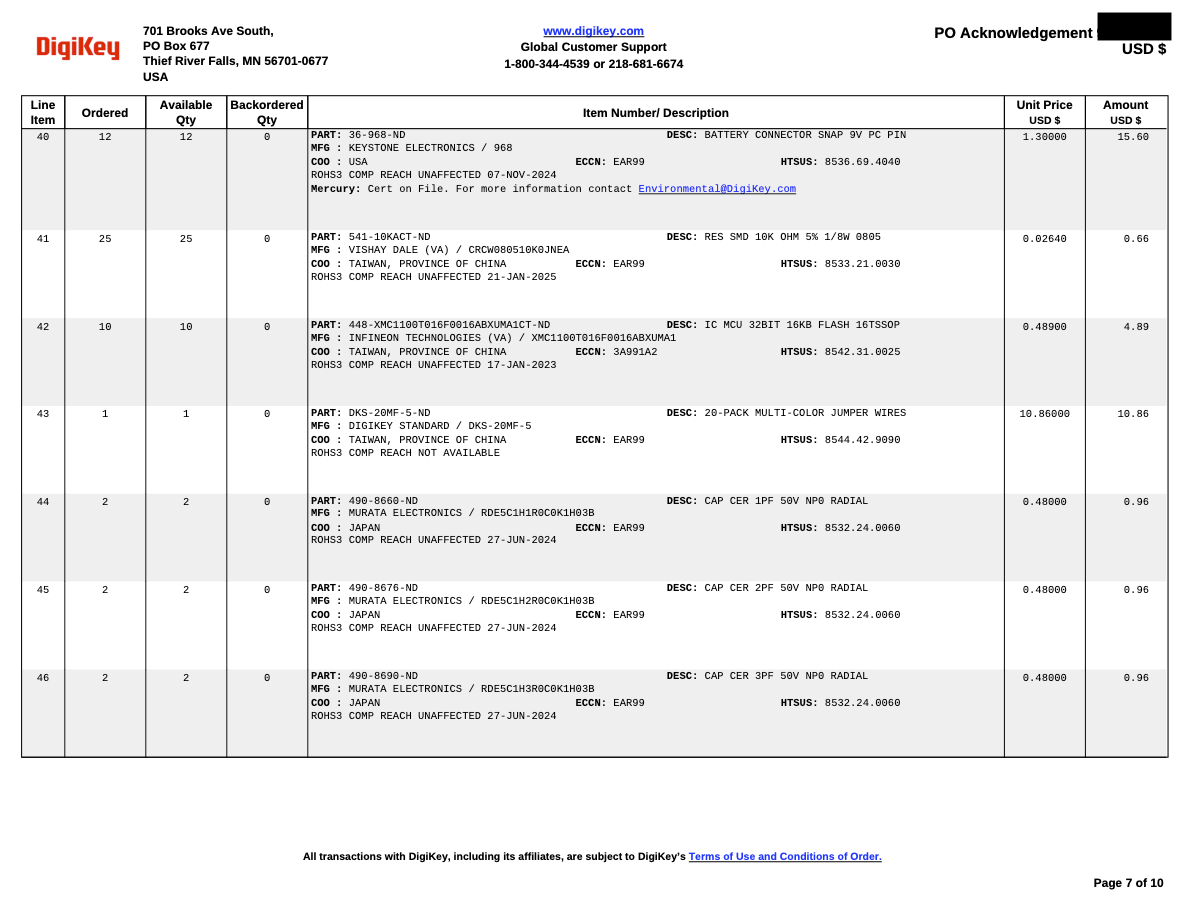 DigiKey
701 Brooks Ave South,
PO Box 677
Thief River Falls, MN 56701-0677
USA
www.digikey.com
Global Customer Support
1-800-344-4539 or 218-681-6674
PO Acknowledgement
USD $
Line Item Ordered Available Qty Backordered Qty Item Number/ Description Unit Price USD $ Amount USD $
40 12 12 0 PART: 36-968-ND DESC: BATTERY CONNECTOR SNAP 9V PC PIN 1.30000 15.60
MFG : KEYSTONE ELECTRONICS / 968
COO : USA ECCN: EAR99 HTSUS: 8536.69.4040
ROHS3 COMP REACH UNAFFECTED 07-NOV-2024
Mercury: Cert on File. For more information contact Environmental@DigiKey.com
41 25 25 0 PART: 541-10KACT-ND DESC: RES SMD 10K OHM 5% 1/8W 0805 0.02640 0.66
MFG : VISHAY DALE (VA) / CRCW080510K0JNEA
COO : TAIWAN, PROVINCE OF CHINA ECCN: EAR99 HTSUS: 8533.21.0030
ROHS3 COMP REACH UNAFFECTED 21-JAN-2025
42 10 10 0 PART: 448-XMC1100T016F0016ABXUMA1CT-ND DESC: IC MCU 32BIT 16KB FLASH 16TSSOP 0.48900 4.89
MFG : INFINEON TECHNOLOGIES (VA) / XMC1100T016F0016ABXUMA1
COO : TAIWAN, PROVINCE OF CHINA ECCN: 3A991A2 HTSUS: 8542.31.0025
ROHS3 COMP REACH UNAFFECTED 17-JAN-2023
43 1 1 0 PART: DKS-20MF-5-ND DESC: 20-PACK MULTI-COLOR JUMPER WIRES 10.86000 10.86
MFG : DIGIKEY STANDARD / DKS-20MF-5
COO : TAIWAN, PROVINCE OF CHINA ECCN: EAR99 HTSUS: 8544.42.9090
ROHS3 COMP REACH NOT AVAILABLE
44 2 2 0 PART: 490-8660-ND DESC: CAP CER 1PF 50V NP0 RADIAL 0.48000 0.96
MFG : MURATA ELECTRONICS / RDE5C1H1R0C0K1H03B
COO : JAPAN ECCN: EAR99 HTSUS: 8532.24.0060
ROHS3 COMP REACH UNAFFECTED 27-JUN-2024
45 2 2 0 PART: 490-8676-ND DESC: CAP CER 2PF 50V NP0 RADIAL 0.48000 0.96
MFG : MURATA ELECTRONICS / RDE5C1H2R0C0K1H03B
COO : JAPAN ECCN: EAR99 HTSUS: 8532.24.0060
ROHS3 COMP REACH UNAFFECTED 27-JUN-2024
46 2 2 0 PART: 490-8690-ND DESC: CAP CER 3PF 50V NP0 RADIAL 0.48000 0.96
MFG : MURATA ELECTRONICS / RDE5C1H3R0C0K1H03B
COO : JAPAN ECCN: EAR99 HTSUS: 8532.24.0060
ROHS3 COMP REACH UNAFFECTED 27-JUN-2024
All transactions with DigiKey, including its affiliates, are subject to DigiKey's Terms of Use and Conditions of Order.
Page 7 of 10